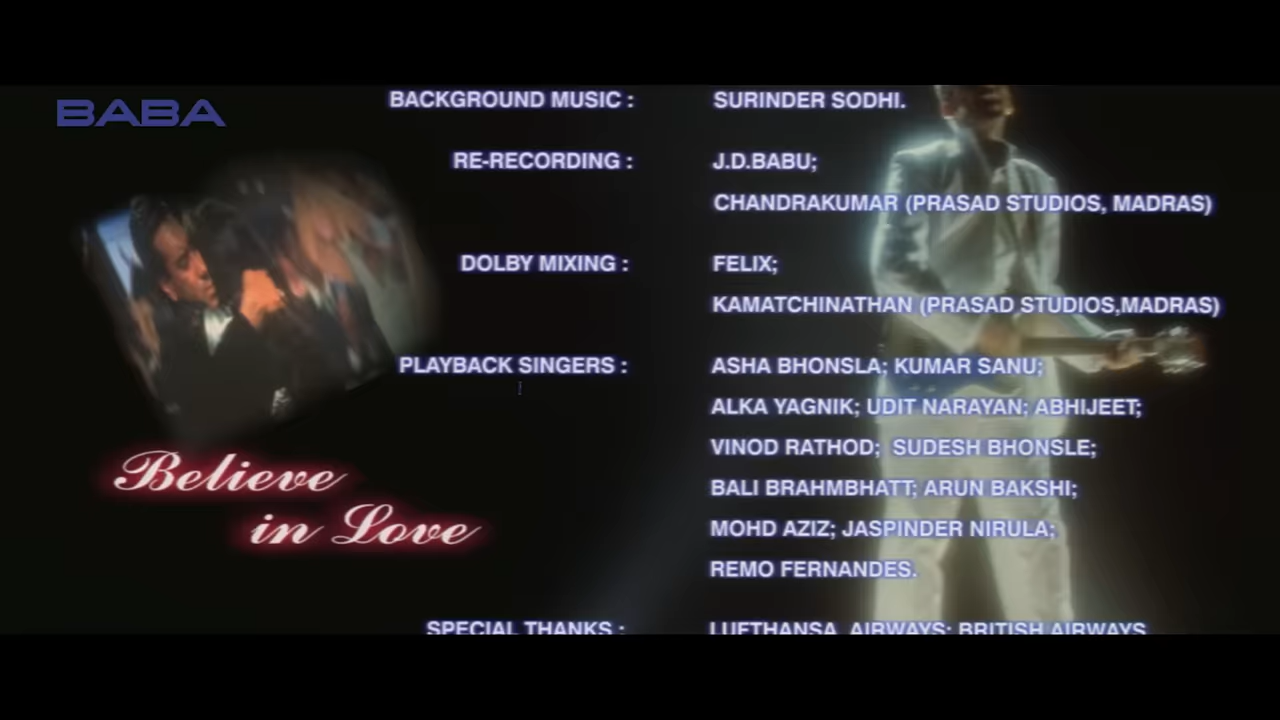 BABA
BACKGROUND MUSIC : SURINDER SODHI.
RE-RECORDING : J.D.BABU;
CHANDRAKUMAR (PRASAD STUDIOS, MADRAS)
DOLBY MIXING : FELIX;
KAMATCHINATHAN (PRASAD STUDIOS,MADRAS)
PLAYBACK SINGERS : ASHA BHONSLA; KUMAR SANU;
ALKA YAGNIK; UDIT NARAYAN; ABHIJEET;
VINOD RATHOD; SUDESH BHONSLE;
BALI BRAHMBHATT; ARUN BAKSHI;
MOHD AZIZ; JASPINDER NIRULA;
REMO FERNANDES.
SPECIAL THANKS : LUFTHANSA AIRWAYS; BRITISH AIRWAYS
Believe
in Love